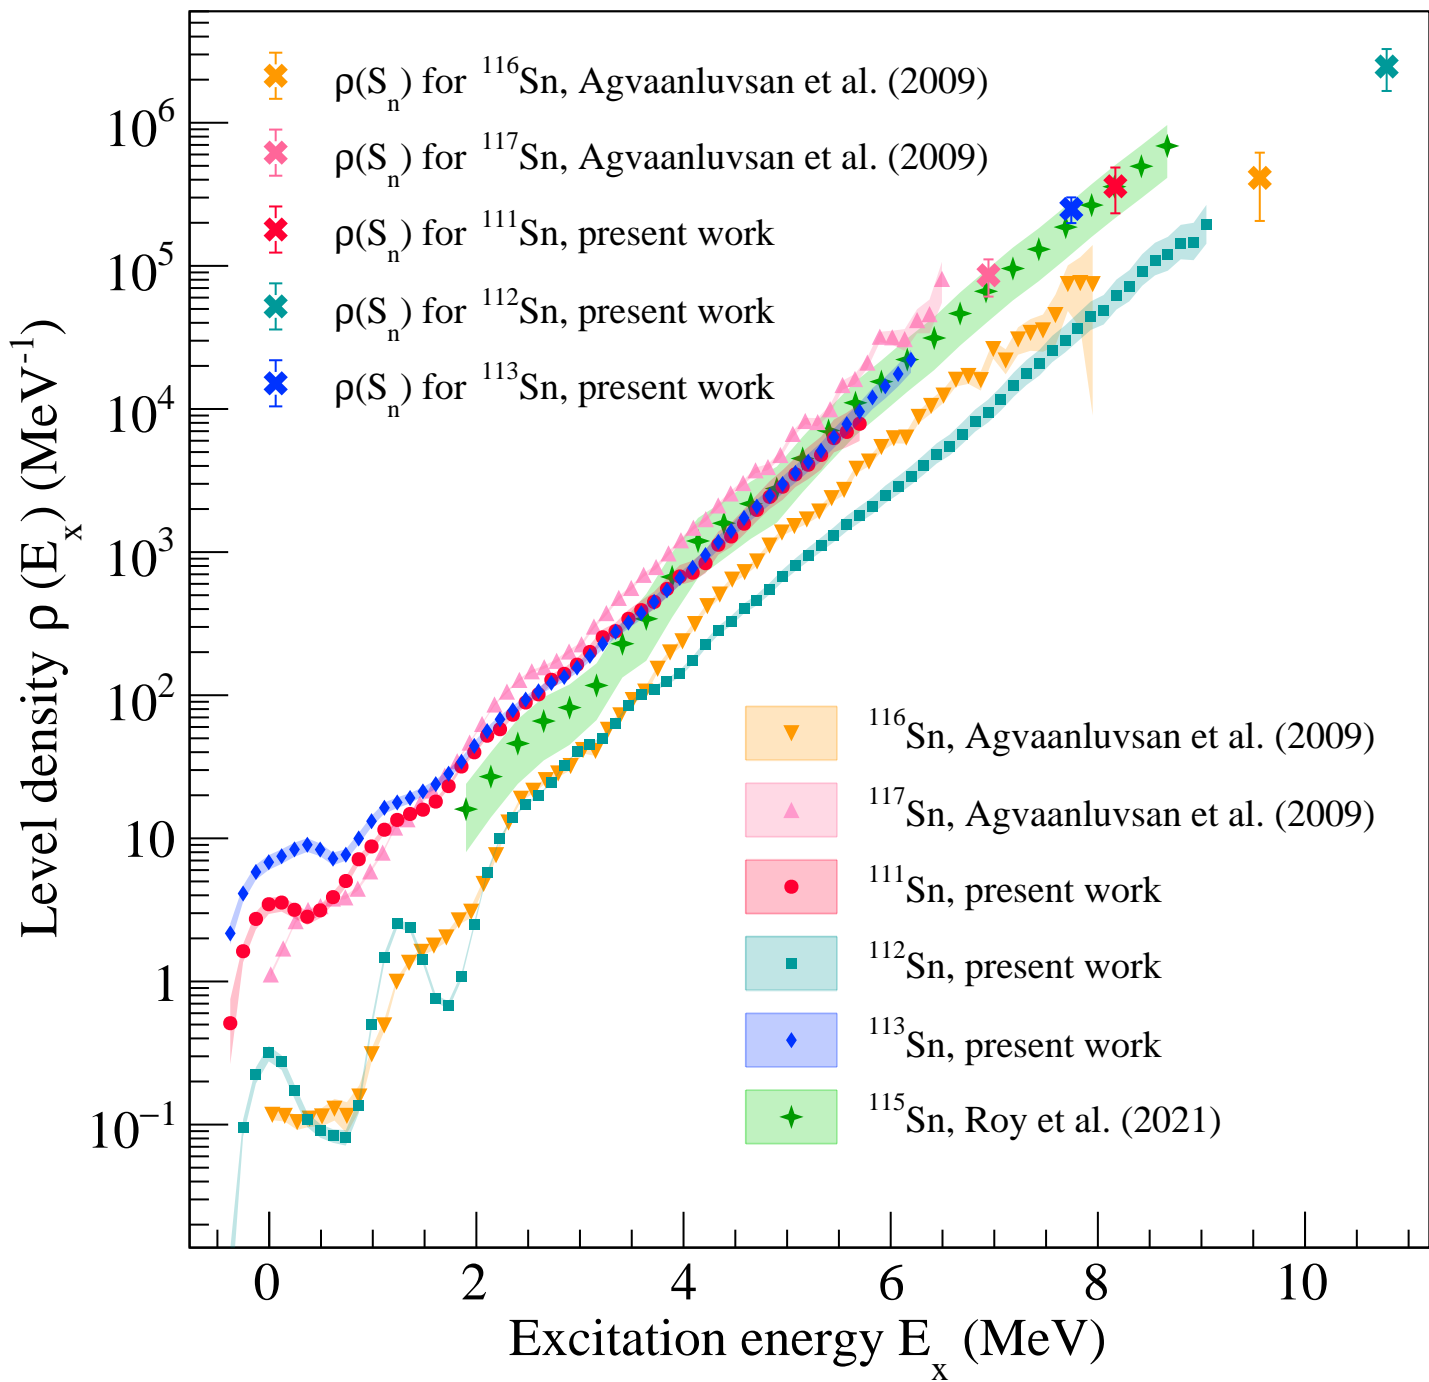 ρ(S_n) for ^116Sn, Agvaanluvsan et al. (2009)
ρ(S_n) for ^117Sn, Agvaanluvsan et al. (2009)
ρ(S_n) for ^111Sn, present work
ρ(S_n) for ^112Sn, present work
ρ(S_n) for ^113Sn, present work
^116Sn, Agvaanluvsan et al. (2009)
^117Sn, Agvaanluvsan et al. (2009)
^111Sn, present work
^112Sn, present work
^113Sn, present work
^115Sn, Roy et al. (2021)
Level density ρ (E_x) (MeV^-1)
10^6
10^5
10^4
10^3
10^2
10
1
10^−1
0 2 4 6 8 10
Excitation energy E_x (MeV)